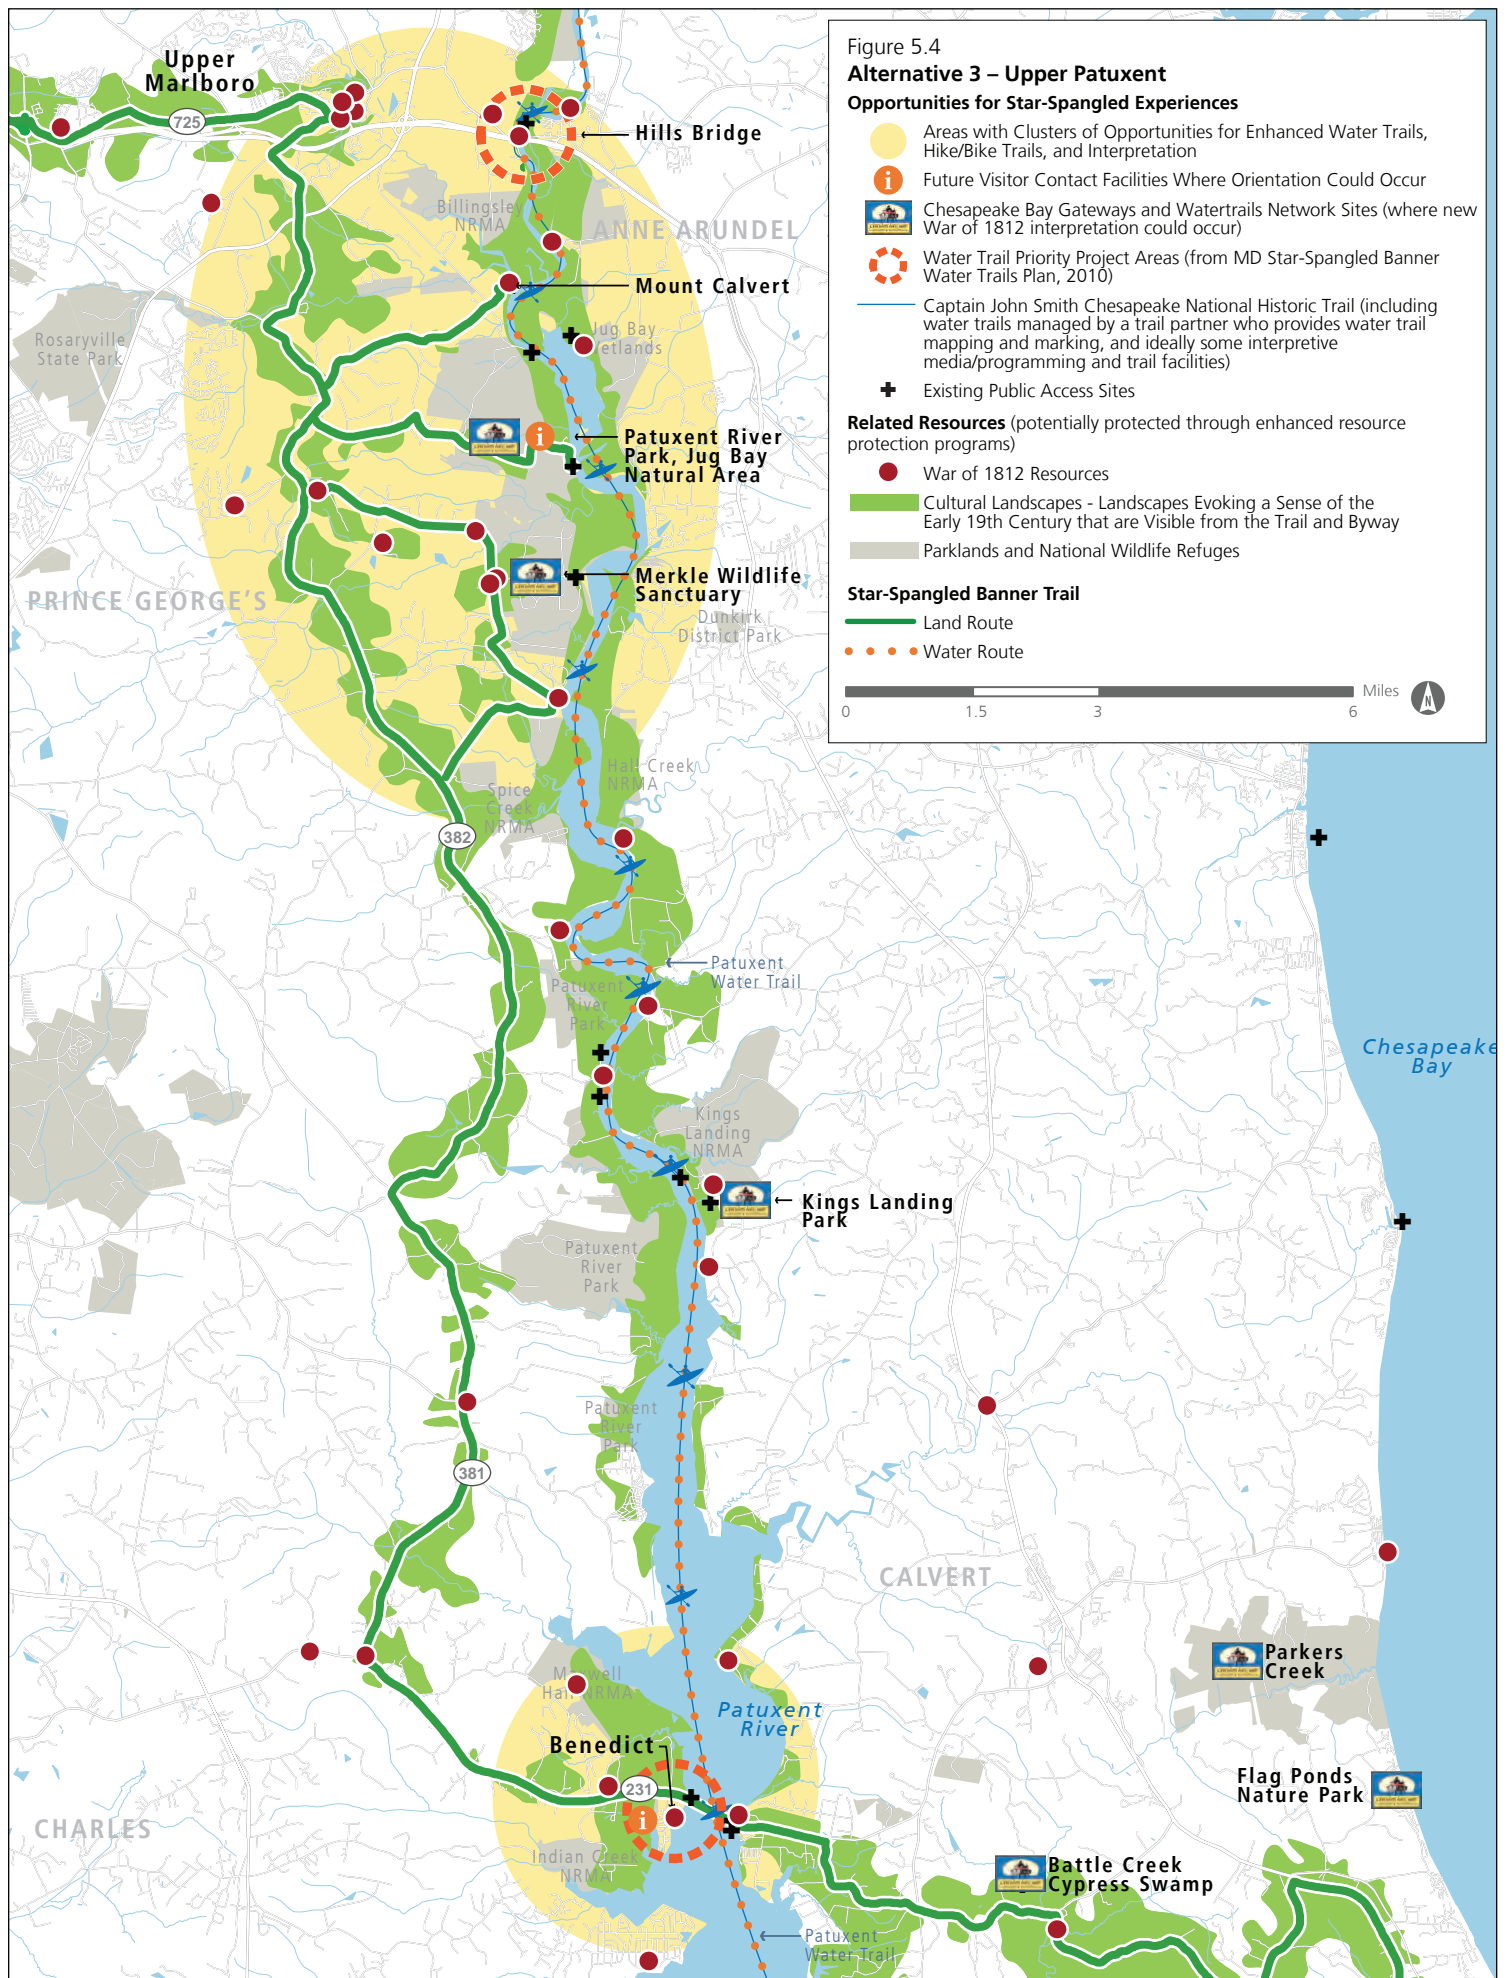 Figure 5.4
Alternative 3 – Upper Patuxent
Opportunities for Star-Spangled Experiences
Areas with Clusters of Opportunities for Enhanced Water Trails,
Hike/Bike Trails, and Interpretation
i
Future Visitor Contact Facilities Where Orientation Could Occur
Chesapeake Bay Gateways and Watertrails Network Sites (where new
War of 1812 interpretation could occur)
Water Trail Priority Project Areas (from MD Star-Spangled Banner
Water Trails Plan, 2010)
Captain John Smith Chesapeake National Historic Trail (including
water trails managed by a trail partner who provides water trail
mapping and marking, and ideally some interpretive
media/programming and trail facilities)
Existing Public Access Sites
Related Resources (potentially protected through enhanced resource
protection programs)
War of 1812 Resources
Cultural Landscapes - Landscapes Evoking a Sense of the
Early 19th Century that are Visible from the Trail and Byway
Parklands and National Wildlife Refuges
Star-Spangled Banner Trail
Land Route
Water Route
Miles
N
0 1.5 3 6
Upper
Marlboro
725
Hills Bridge
Billingsley
NRMA
ANNE ARUNDEL
Mount Calvert
Rosaryville
State Park
Jug Bay
Wetlands
i
Patuxent River
Park, Jug Bay
Natural Area
Merkle Wildlife
Sanctuary
PRINCE GEORGE'S
Dunkirk
District Park
Hall Creek
NRMA
Spice
Creek
NRMA
382
Patuxent
Water Trail
Patuxent
River
Park
Chesapeake
Bay
Kings
Landing
NRMA
Kings Landing
Park
Patuxent
River
Park
Patuxent
River
Park
381
CALVERT
Parkers
Creek
Maxwell
Hall NRMA
Patuxent
River
Benedict
231
i
Flag Ponds
Nature Park
CHARLES
Indian Creek
NRMA
Battle Creek
Cypress Swamp
Patuxent
Water Trail